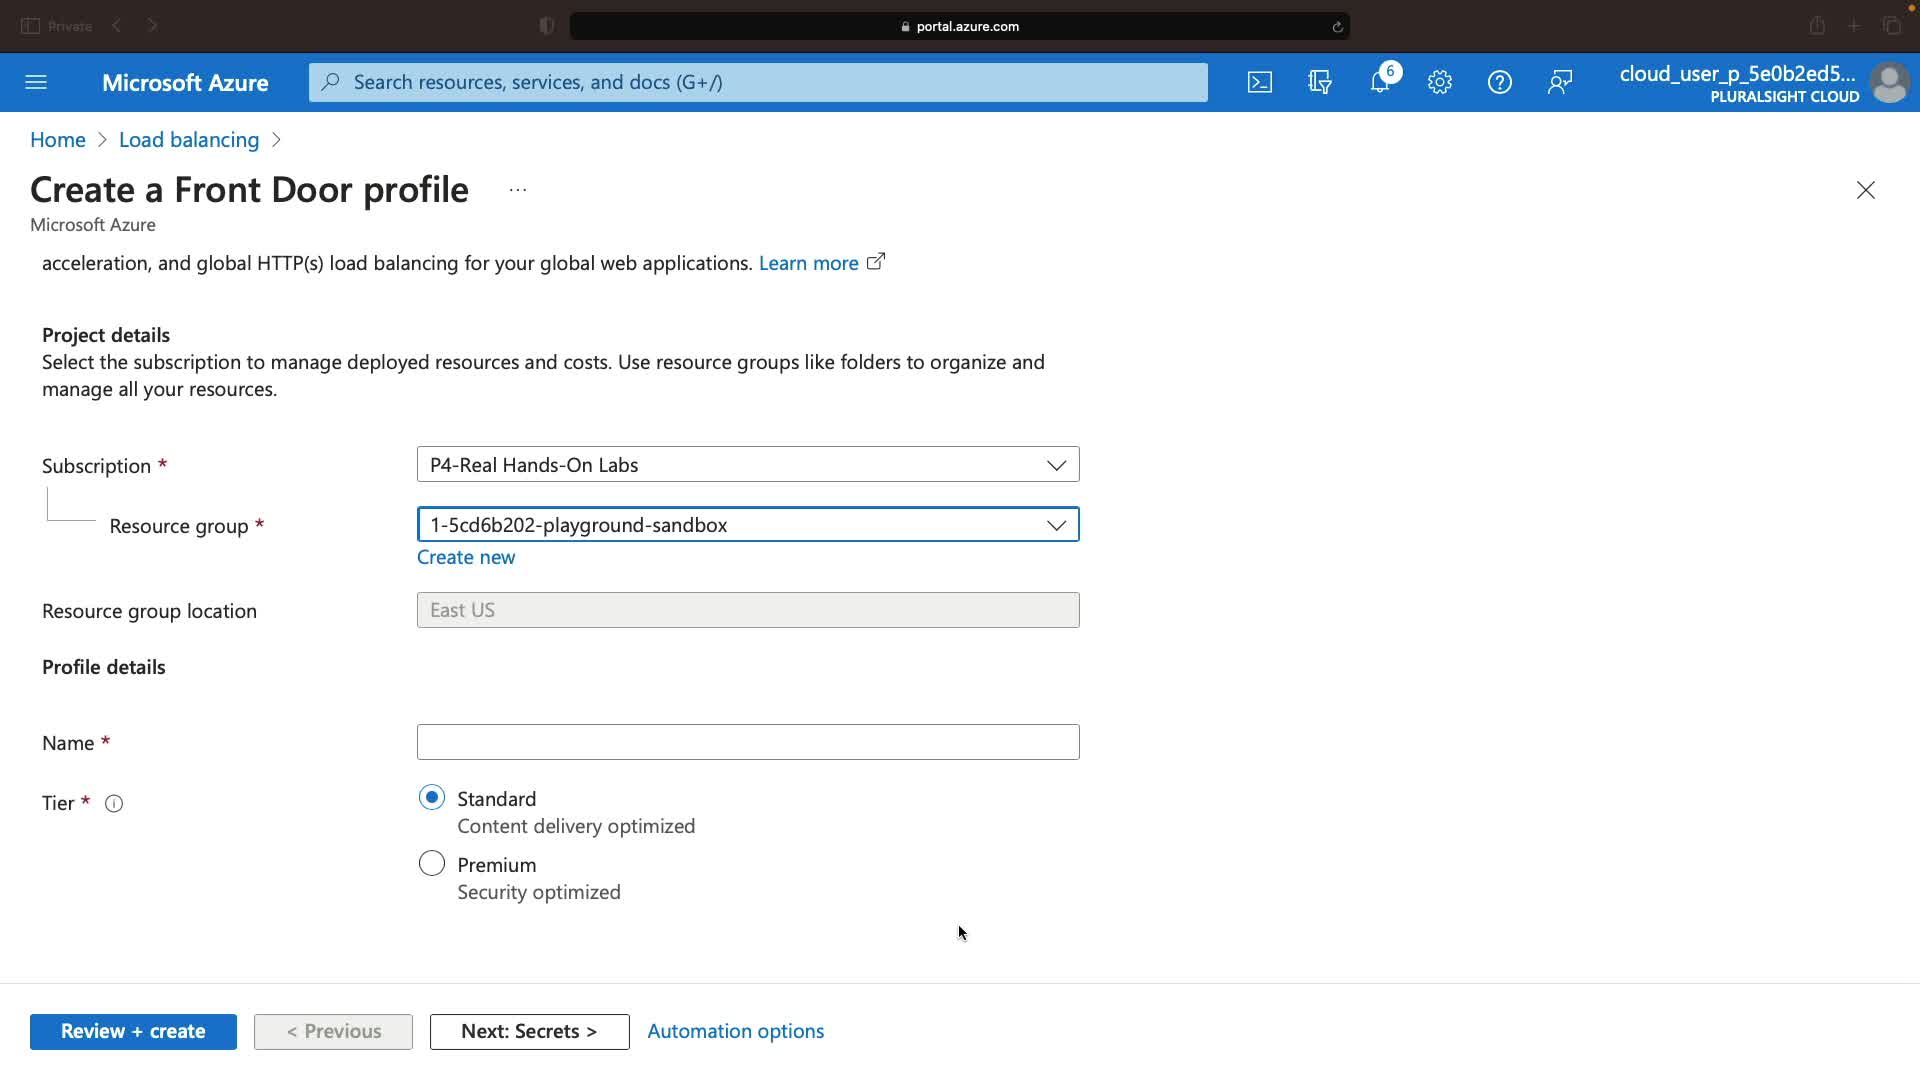 Private
portal.azure.com
Microsoft Azure
Search resources, services, and docs (G+/)
6
cloud_user_p_5e0b2ed5...
PLURALSIGHT CLOUD
Home > Load balancing >
Create a Front Door profile ...
Microsoft Azure
acceleration, and global HTTP(s) load balancing for your global web applications. Learn more
Project details
Select the subscription to manage deployed resources and costs. Use resource groups like folders to organize and
manage all your resources.
Subscription *
P4-Real Hands-On Labs
Resource group *
1-5cd6b202-playground-sandbox
Create new
Resource group location
East US
Profile details
Name *
Tier *
Standard
Content delivery optimized
Premium
Security optimized
Review + create
< Previous
Next: Secrets >
Automation options